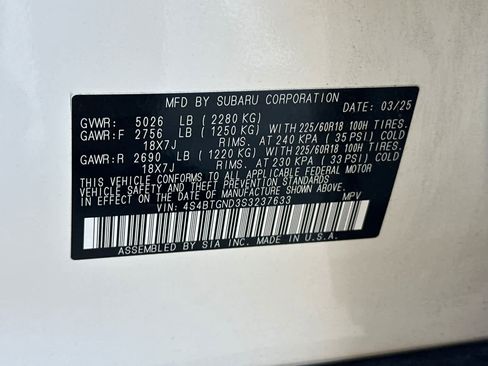 MFD BY SUBARU CORPORATION DATE: 03/25
GVWR: 5026 LB ( 2280 KG)
GAWR:F 2756 LB ( 1250 KG) WITH 225/60R18 100H TIRES.
18X7J RIMS. AT 240 KPA ( 35 PSI) COLD
GAWR:R 2690 LB ( 1220 KG) WITH 225/60R18 100H TIRES.
18X7J RIMS. AT 230 KPA ( 33 PSI) COLD
THIS VEHICLE CONFORMS TO ALL APPLICABLE FEDERAL MOTOR
VEHICLE SAFETY AND THEFT PREVENTION STANDARDS
IN EFFECT ON THE DATE OF MANUFACTURE SHOWN ABOVE.
VIN: 4S4BTGND3S3237633 MPV
ASSEMBLED BY SIA INC. MADE IN U.S.A.